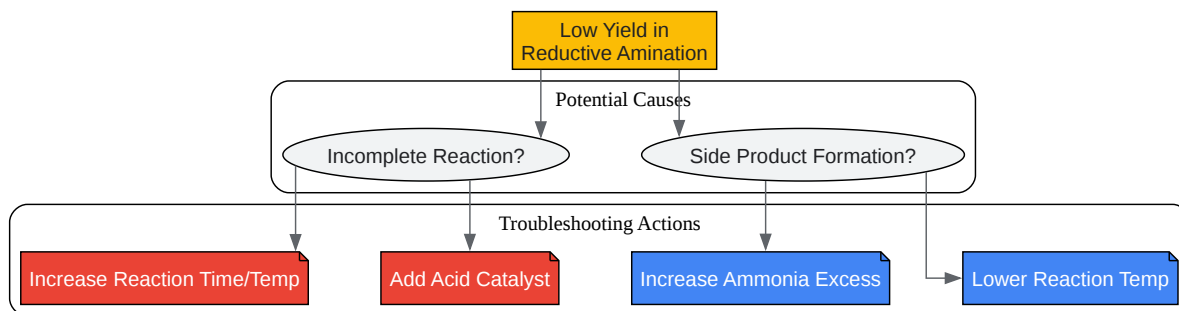 Low Yield in
Reductive Amination
Potential Causes
Incomplete Reaction?
Side Product Formation?
Troubleshooting Actions
Increase Reaction Time/Temp
Add Acid Catalyst
Increase Ammonia Excess
Lower Reaction Temp